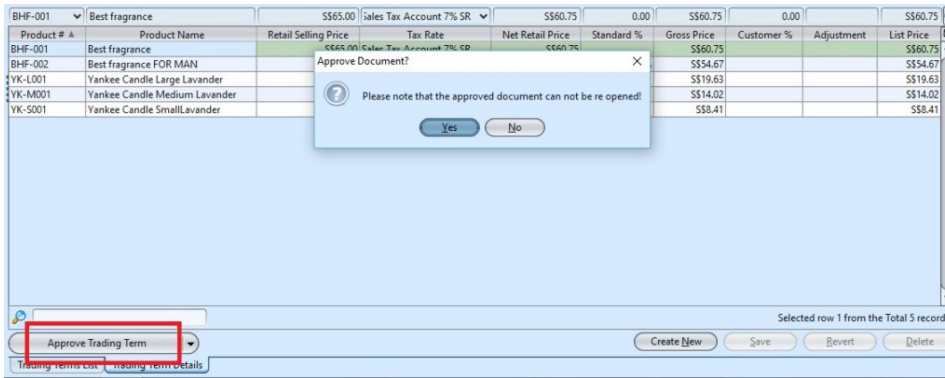 BHF-001 Best fragrance S$65.00 Sales Tax Account 7% SR S$60.75 0.00 S$60.75 0.00 S$60.75
Product # Product Name Retail Selling Price Tax Rate Net Retail Price Standard % Gross Price Customer % Adjustment List Price
BHF-001 Best fragrance S$65.00 Sales Tax Account 7% SR S$60.75 S$60.75 S$60.75
BHF-002 Best fragrance FOR MAN S$54.67 S$54.67
YK-L001 Yankee Candle Large Lavander S$19.63 S$19.63
YK-M001 Yankee Candle Medium Lavander S$14.02 S$14.02
YK-S001 Yankee Candle SmallLavander S$8.41 S$8.41
Approve Document?
Please note that the approved document can not be re opened!
Yes No
Selected row 1 from the Total 5 record
Approve Trading Term Create New Save Revert Delete
Trading Terms List Trading Term Details